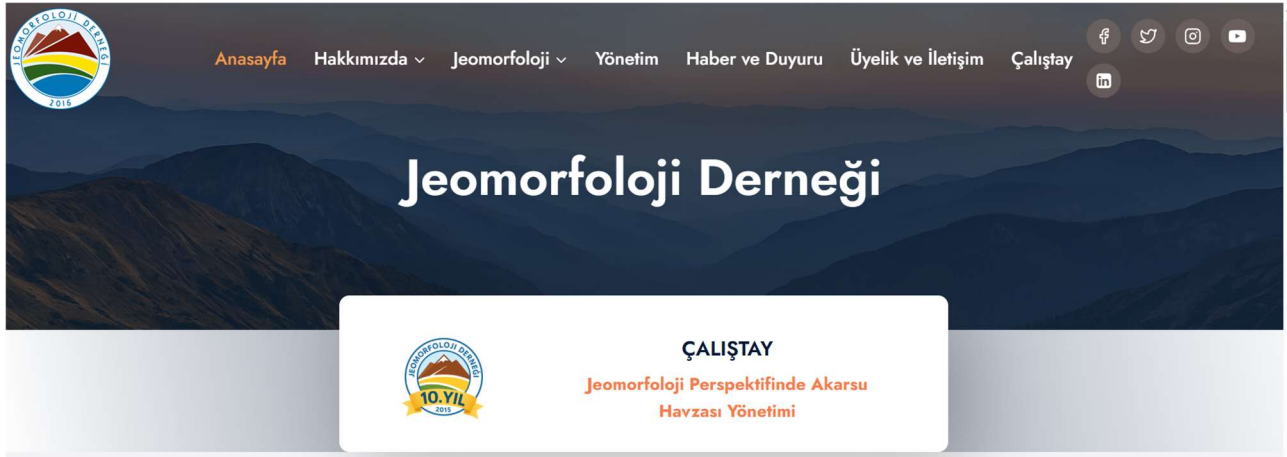 JEOMORFOLOJİ DERNEĞİ
2015
Anasayfa Hakkımızda Jeomorfoloji Yönetim Haber ve Duyuru Üyelik ve İletişim Çalıştay
Jeomorfoloji Derneği
JEOMORFOLOJİ DERNEĞİ
10.YIL
2015
ÇALIŞTAY
Jeomorfoloji Perspektifinde Akarsu
Havzası Yönetimi